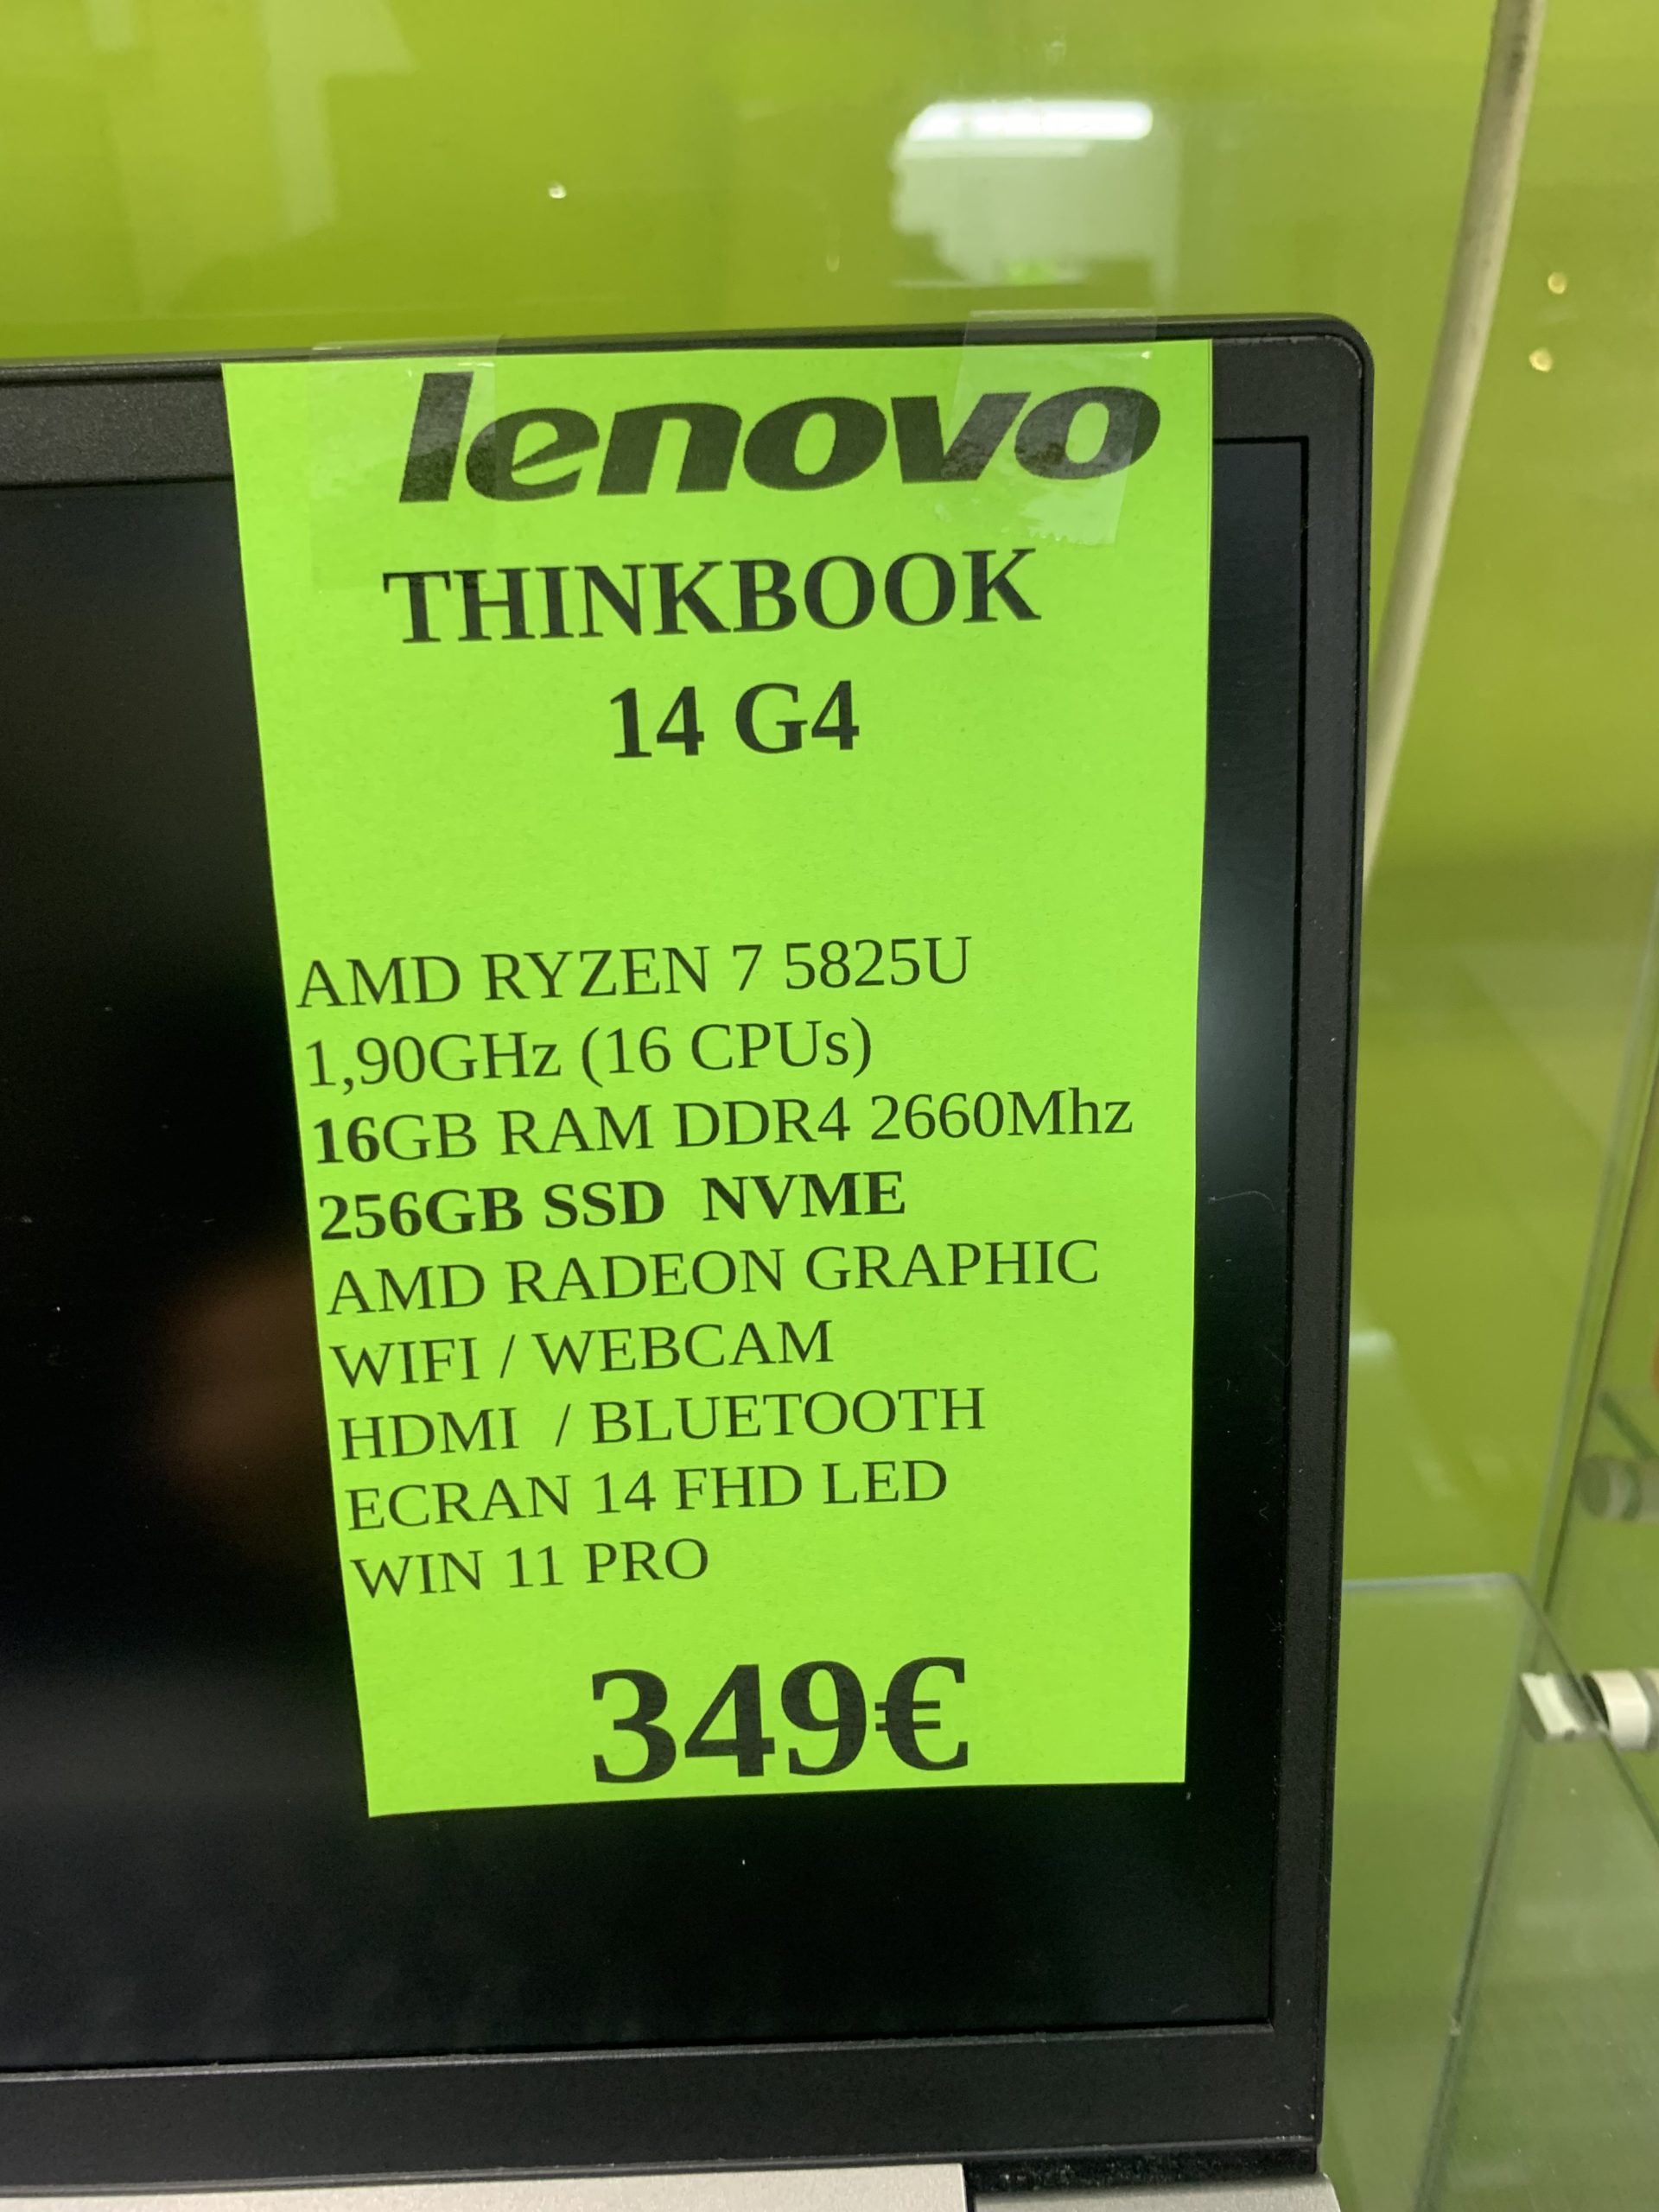 lenovo
THINKBOOK
14 G4
AMD RYZEN 7 5825U
1,90GHz (16 CPUs)
16GB RAM DDR4 2660Mhz
256GB SSD  NVME
AMD RADEON GRAPHIC
WIFI / WEBCAM
HDMI  / BLUETOOTH
ECRAN 14 FHD LED
WIN 11 PRO
349€